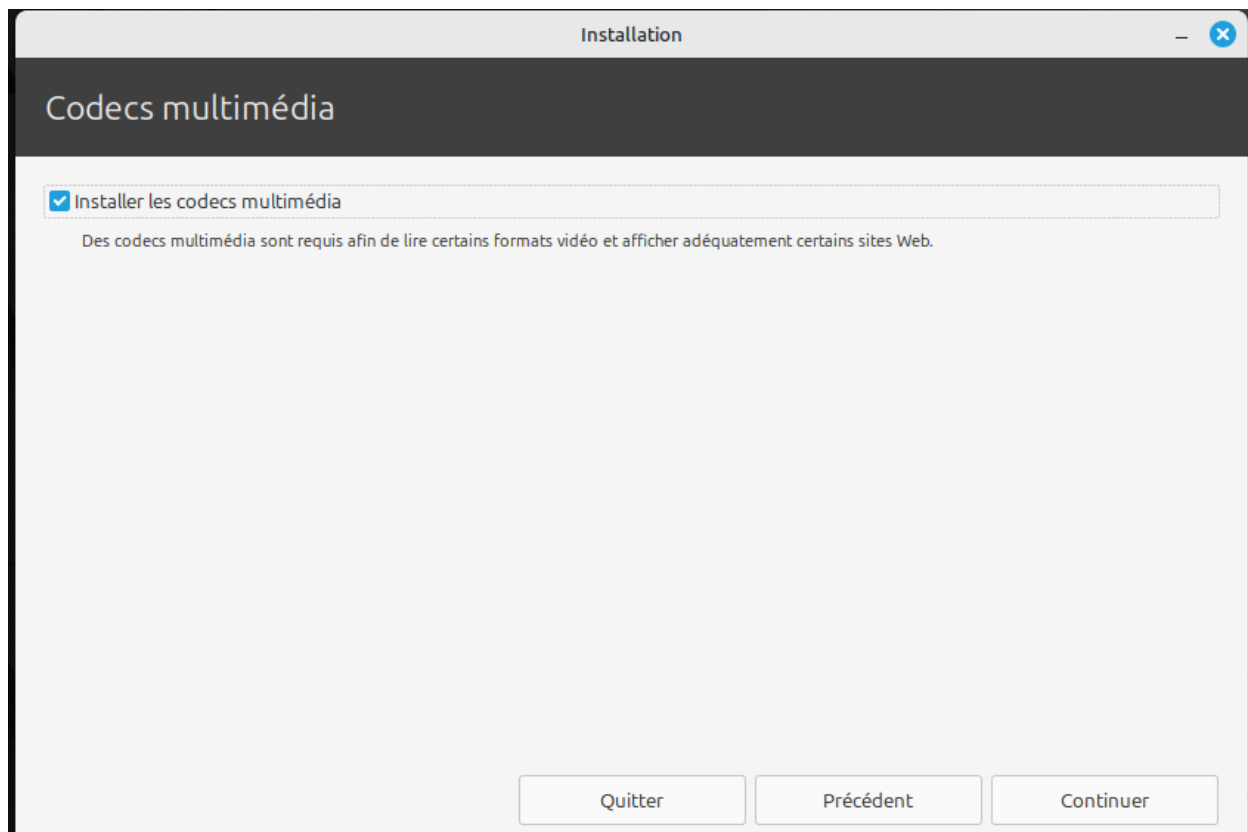 Installation
Codecs multimédia
Installer les codecs multimédia
Des codecs multimédia sont requis afin de lire certains formats vidéo et afficher adéquatement certains sites Web.
Quitter
Précédent
Continuer